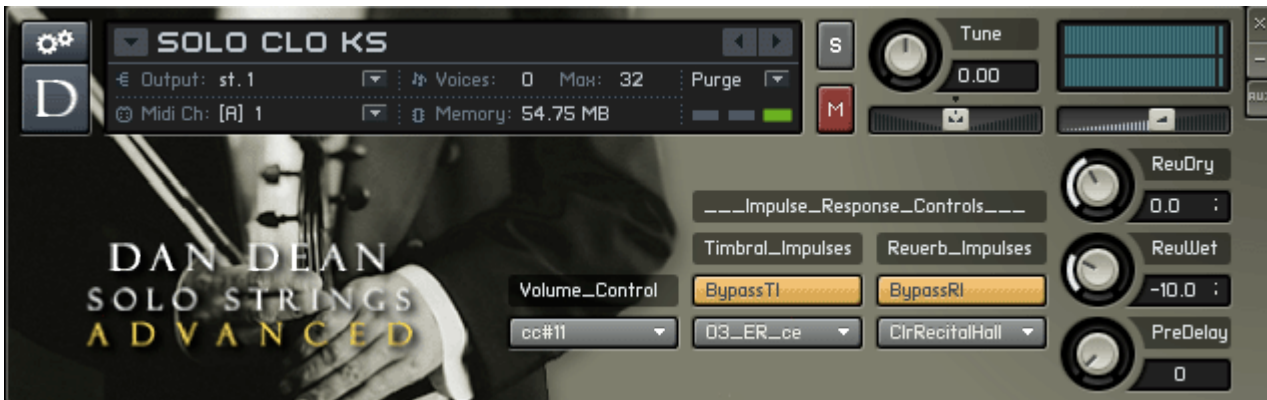 SOLO CLO KS
S
Tune
Output: st. 1
Voices: 0 Max: 32
Purge
0.00
D
Midi Ch: [A] 1
Memory: 54.75 MB
M
AUX
RevDry
0.0
___Impulse_Response_Controls___
DAN DEAN
SOLO STRINGS
ADVANCED
Timbral_Impulses
Reverb_Impulses
RevWet
Volume_Control
BypassTI
BypassRI
-10.0
cc#11
03_ER_ce
ClrRecitalHall
PreDelay
0